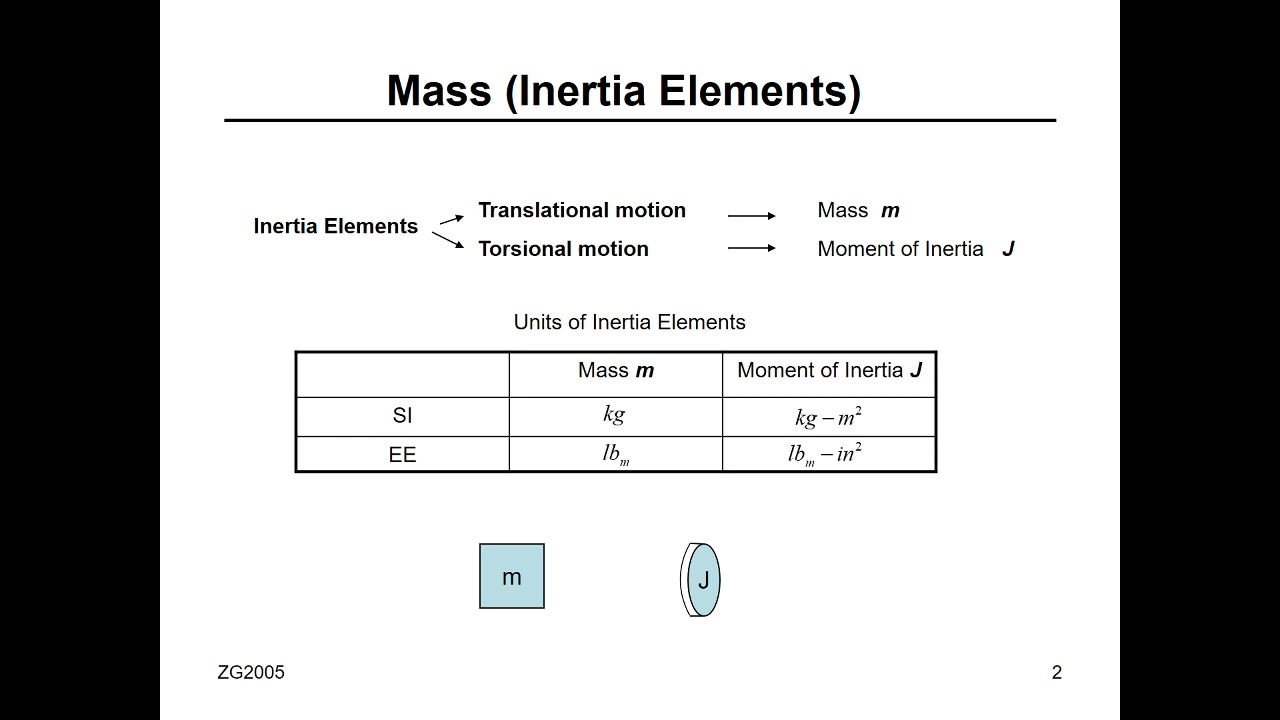 Mass (Inertia Elements)
Inertia Elements
Translational motion
Mass m
Torsional motion
Moment of Inertia J
Units of Inertia Elements
Mass m
Moment of Inertia J
SI
kg
kg − m²
EE
lbₘ
lbₘ − in²
m
J
ZG2005
2